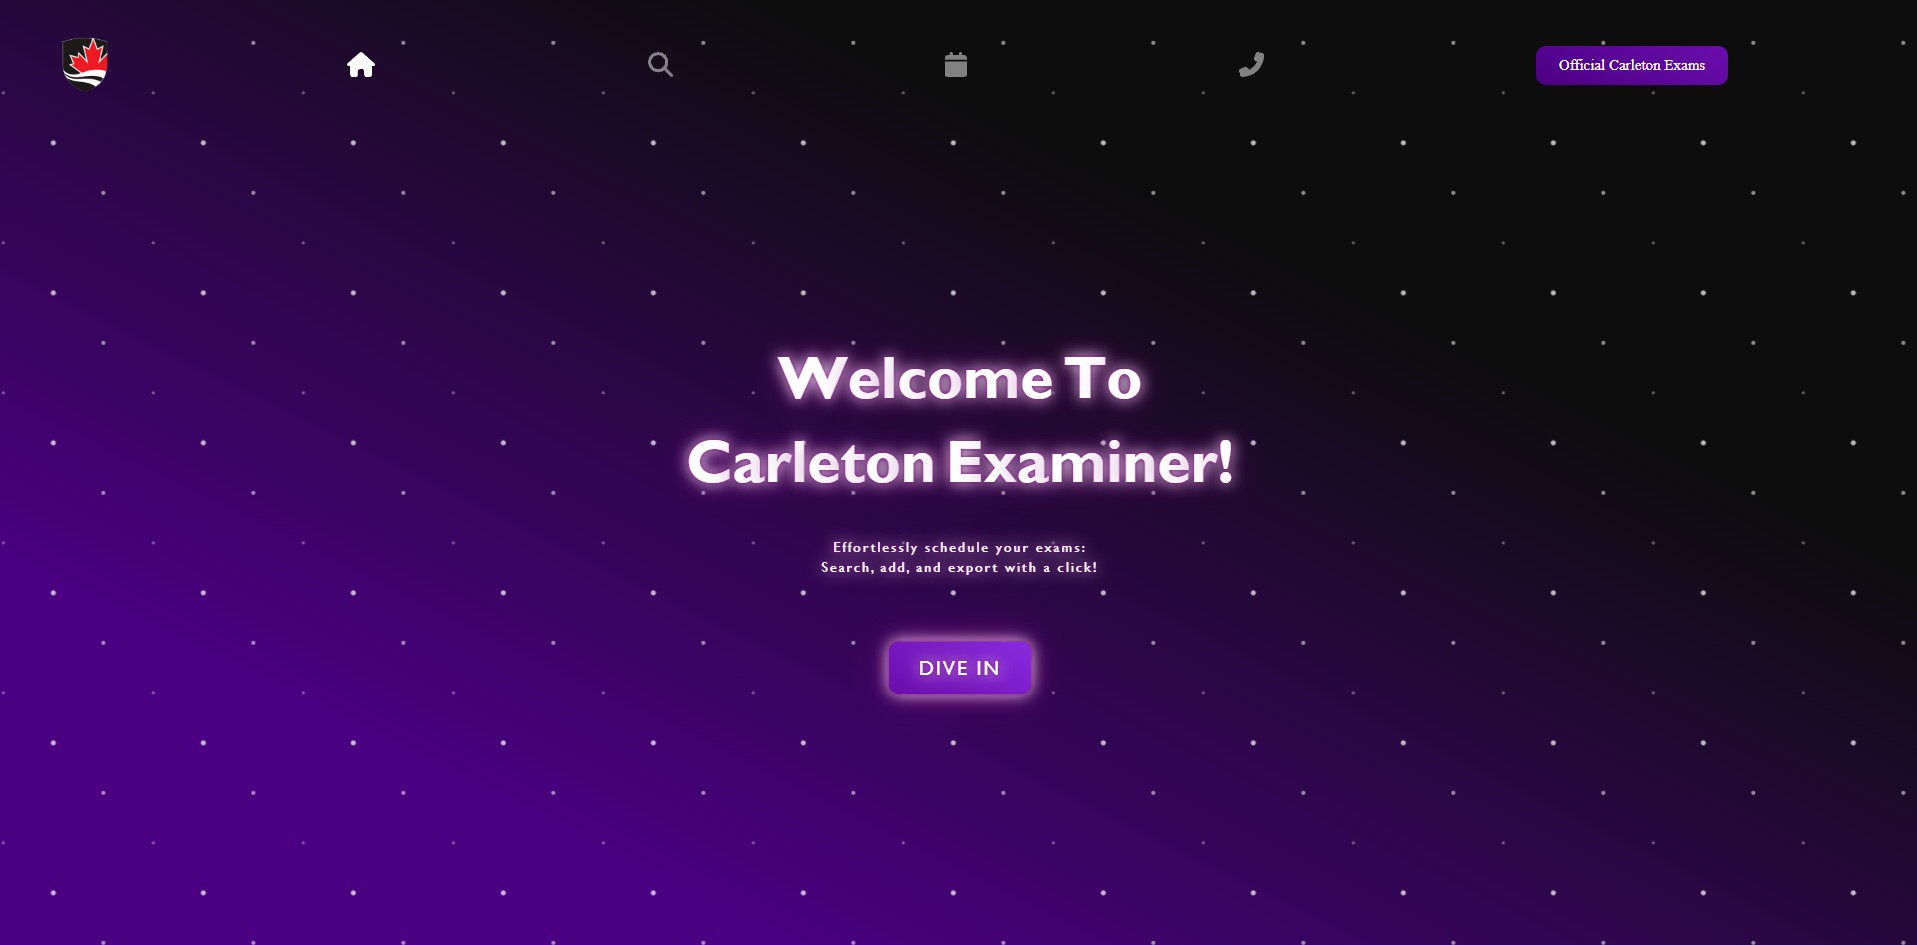 Official Carleton Exams
Welcome To
Carleton Examiner!
Effortlessly schedule your exams:
Search, add, and export with a click!
DIVE IN